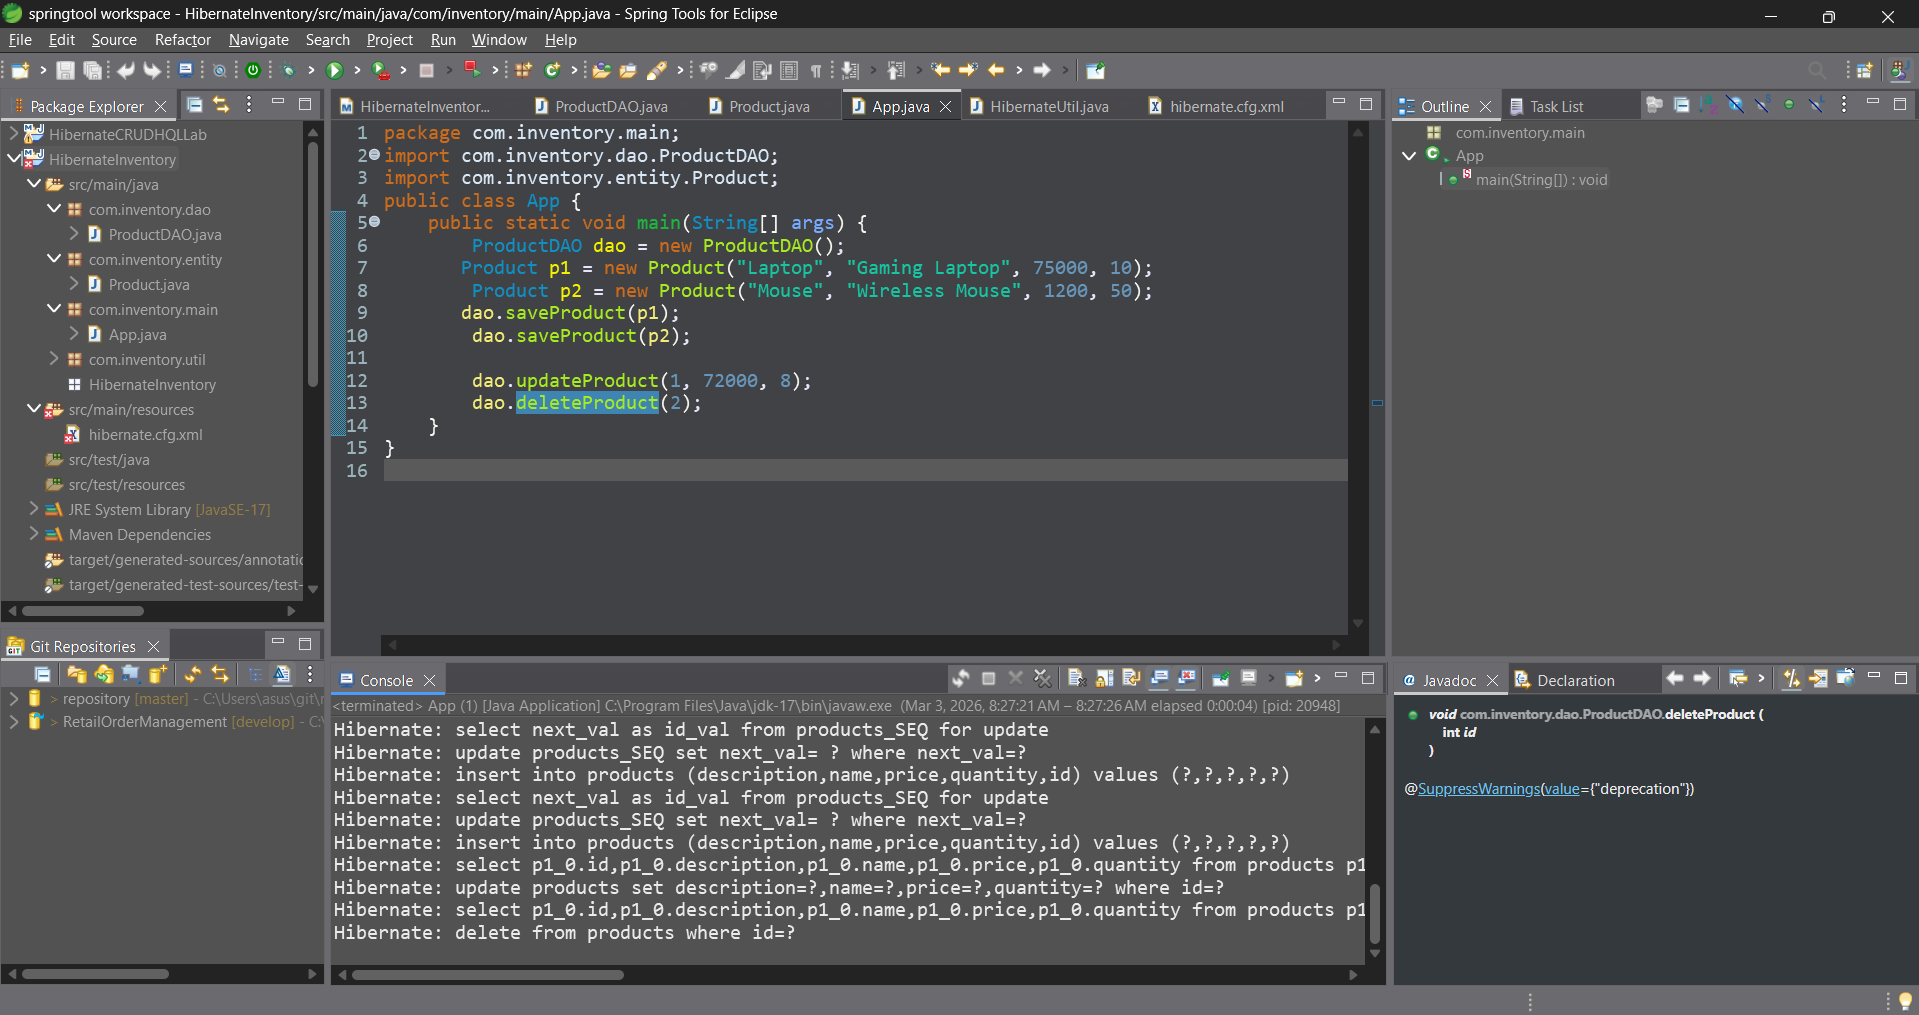 springtool workspace - HibernateInventory/src/main/java/com/inventory/main/App.java - Spring Tools for Eclipse
File Edit Source Refactor Navigate Search Project Run Window Help
Package Explorer
HibernateCRUDHQLLab
HibernateInventory
src/main/java
com.inventory.dao
ProductDAO.java
com.inventory.entity
Product.java
com.inventory.main
App.java
com.inventory.util
HibernateInventory
src/main/resources
hibernate.cfg.xml
src/test/java
src/test/resources
JRE System Library [JavaSE-17]
Maven Dependencies
target/generated-sources/annotatic
target/generated-test-sources/test-
Git Repositories
> repository [master] - C:\Users\asus\git\r
> RetailOrderManagement [develop] - C:\
HibernateInventor... ProductDAO.java Product.java App.java HibernateUtil.java hibernate.cfg.xml
1 package com.inventory.main;
2 import com.inventory.dao.ProductDAO;
3 import com.inventory.entity.Product;
4 public class App {
5 public static void main(String[] args) {
6 ProductDAO dao = new ProductDAO();
7 Product p1 = new Product("Laptop", "Gaming Laptop", 75000, 10);
8 Product p2 = new Product("Mouse", "Wireless Mouse", 1200, 50);
9 dao.saveProduct(p1);
10 dao.saveProduct(p2);
11
12 dao.updateProduct(1, 72000, 8);
13 dao.deleteProduct(2);
14 }
15 }
16
Console
<terminated> App (1) [Java Application] C:\Program Files\Java\jdk-17\bin\javaw.exe (Mar 3, 2026, 8:27:21 AM – 8:27:26 AM elapsed 0:00:04) [pid: 20948]
Hibernate: select next_val as id_val from products_SEQ for update
Hibernate: update products_SEQ set next_val= ? where next_val=?
Hibernate: insert into products (description,name,price,quantity,id) values (?,?,?,?,?)
Hibernate: select next_val as id_val from products_SEQ for update
Hibernate: update products_SEQ set next_val= ? where next_val=?
Hibernate: insert into products (description,name,price,quantity,id) values (?,?,?,?,?)
Hibernate: select p1_0.id,p1_0.description,p1_0.name,p1_0.price,p1_0.quantity from products p1
Hibernate: update products set description=?,name=?,price=?,quantity=? where id=?
Hibernate: select p1_0.id,p1_0.description,p1_0.name,p1_0.price,p1_0.quantity from products p1
Hibernate: delete from products where id=?
Outline Task List
com.inventory.main
App
main(String[]) : void
@ Javadoc Declaration
void com.inventory.dao.ProductDAO.deleteProduct (
int id
)
@SuppressWarnings(value={"deprecation"})